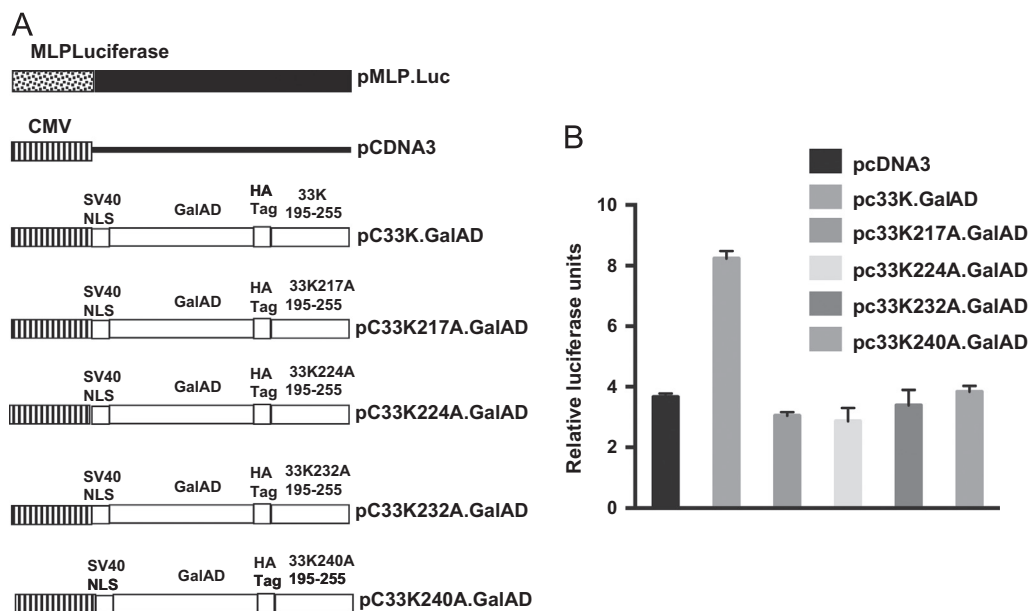 A
MLPLuciferase
pMLP.Luc
CMV
pCDNA3
SV40
NLS
GalAD
HA
Tag
33K
195-255
pC33K.GalAD
SV40
NLS
GalAD
HA
Tag
33K217A
195-255
pC33K217A.GalAD
SV40
NLS
GalAD
HA
Tag
33K224A
195-255
pC33K224A.GalAD
SV40
NLS
GalAD
HA
Tag
33K232A
195-255
pC33K232A.GalAD
SV40
NLS
GalAD
HA
Tag
33K240A
195-255
pC33K240A.GalAD
B
pcDNA3
pc33K.GalAD
pc33K217A.GalAD
pc33K224A.GalAD
pc33K232A.GalAD
pc33K240A.GalAD
Relative luciferase units
10
8
6
4
2
0